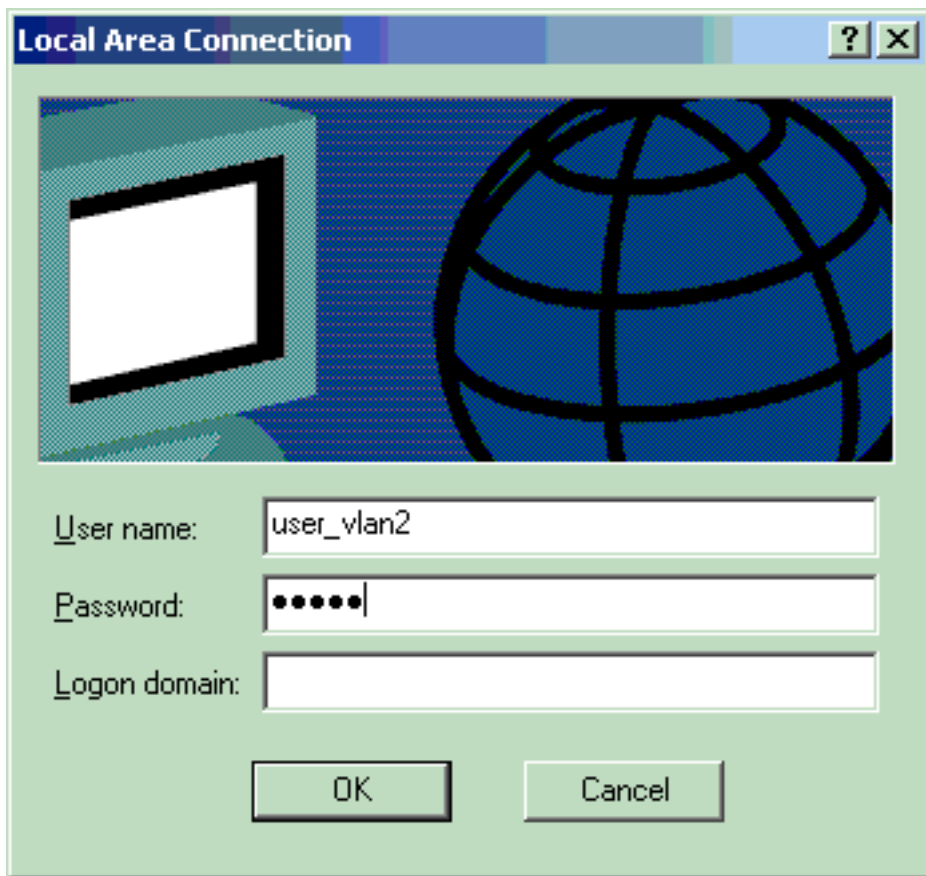 Local Area Connection
User name: user_vlan2
Password: •••••
Logon domain:
OK Cancel